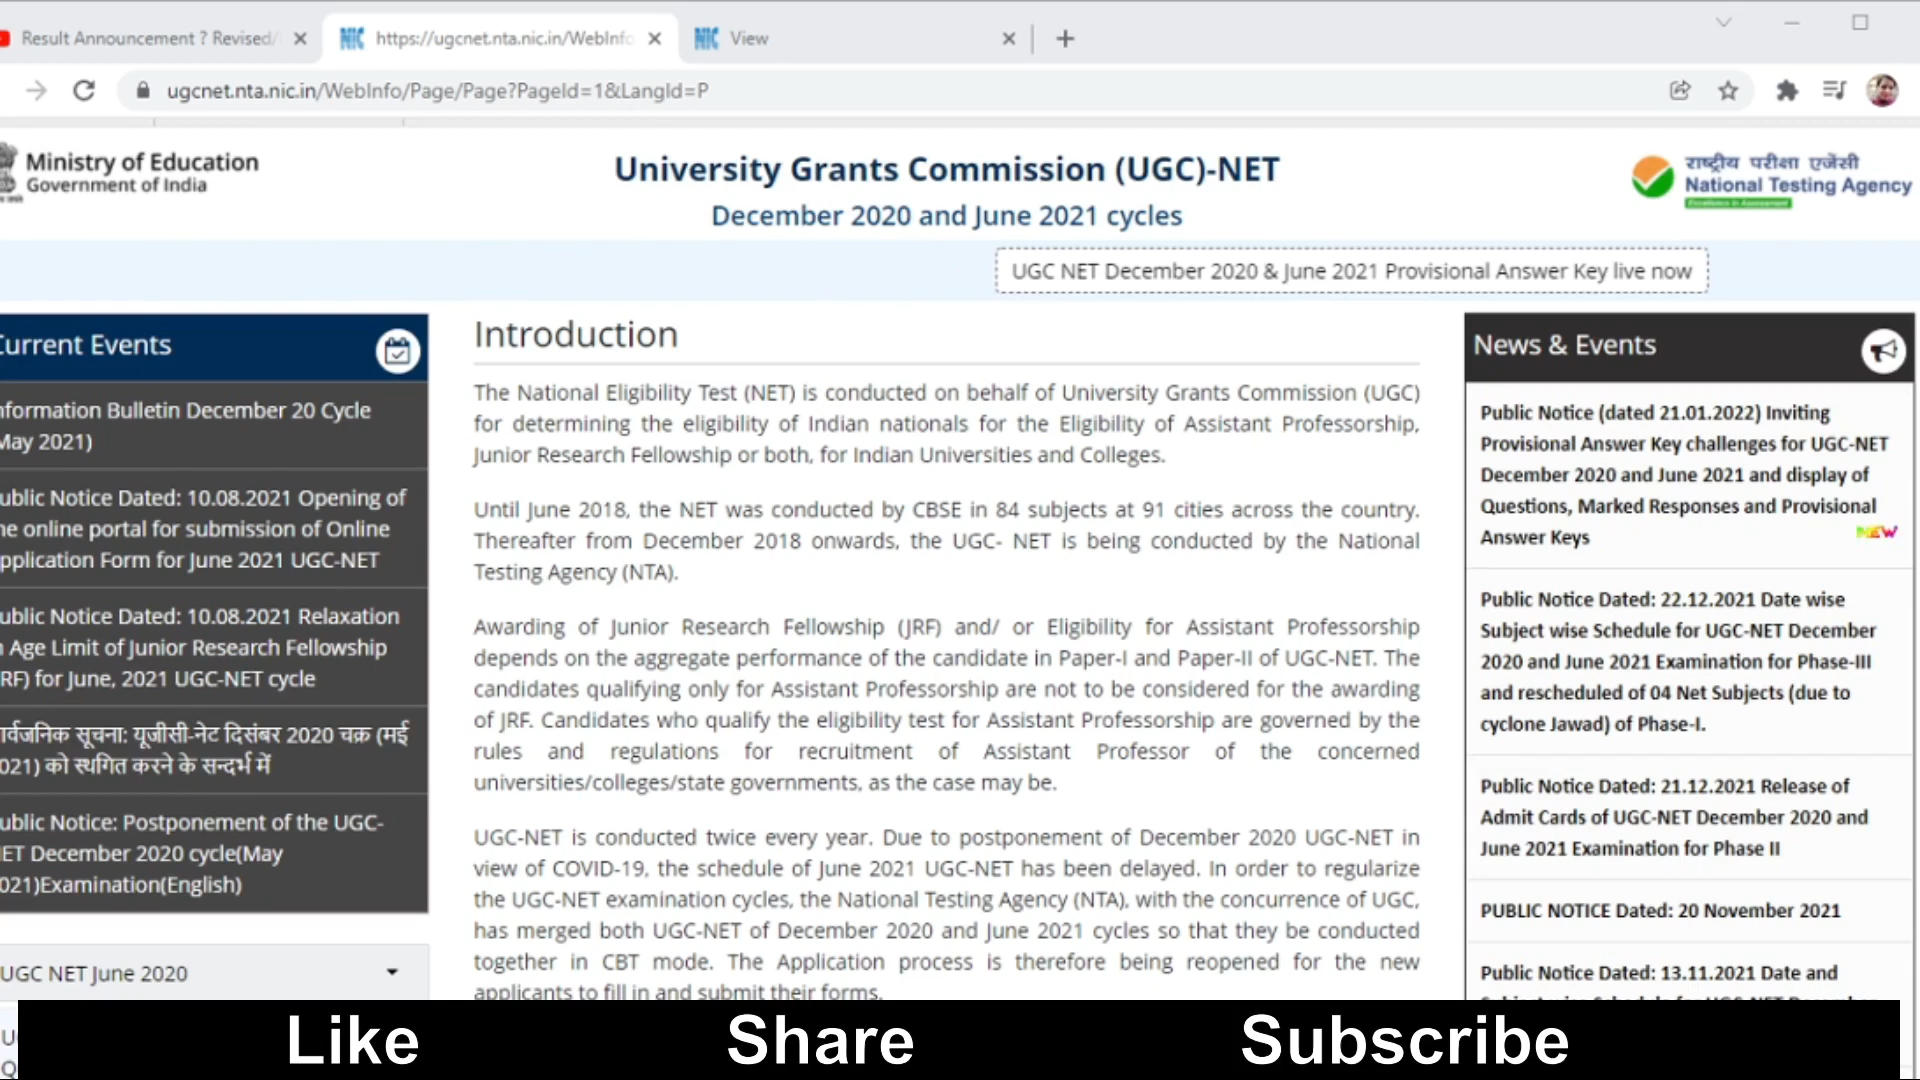 Result Announcement ? Revised/
https://ugcnet.nta.nic.in/WebInfo
View
ugcnet.nta.nic.in/WebInfo/Page/Page?PageId=1&LangId=P
Ministry of Education
Government of India
University Grants Commission (UGC)-NET
December 2020 and June 2021 cycles
राष्ट्रीय परीक्षा एजेंसी
National Testing Agency
Excellence in Assessment
UGC NET December 2020 & June 2021 Provisional Answer Key live now
Current Events
nformation Bulletin December 20 Cycle
May 2021)
ublic Notice Dated: 10.08.2021 Opening of
he online portal for submission of Online
pplication Form for June 2021 UGC-NET
ublic Notice Dated: 10.08.2021 Relaxation
n Age Limit of Junior Research Fellowship
RF) for June, 2021 UGC-NET cycle
ार्वजनिक सूचना: यूजीसी-नेट दिसंबर 2020 चक्र (मई
021) को स्थगित करने के सन्दर्भ में
ublic Notice: Postponement of the UGC-
ET December 2020 cycle(May
021)Examination(English)
UGC NET June 2020
Introduction
The National Eligibility Test (NET) is conducted on behalf of University Grants Commission (UGC)
for determining the eligibility of Indian nationals for the Eligibility of Assistant Professorship,
Junior Research Fellowship or both, for Indian Universities and Colleges.
Until June 2018, the NET was conducted by CBSE in 84 subjects at 91 cities across the country.
Thereafter from December 2018 onwards, the UGC- NET is being conducted by the National
Testing Agency (NTA).
Awarding of Junior Research Fellowship (JRF) and/ or Eligibility for Assistant Professorship
depends on the aggregate performance of the candidate in Paper-I and Paper-II of UGC-NET. The
candidates qualifying only for Assistant Professorship are not to be considered for the awarding
of JRF. Candidates who qualify the eligibility test for Assistant Professorship are governed by the
rules and regulations for recruitment of Assistant Professor of the concerned
universities/colleges/state governments, as the case may be.
UGC-NET is conducted twice every year. Due to postponement of December 2020 UGC-NET in
view of COVID-19, the schedule of June 2021 UGC-NET has been delayed. In order to regularize
the UGC-NET examination cycles, the National Testing Agency (NTA), with the concurrence of UGC,
has merged both UGC-NET of December 2020 and June 2021 cycles so that they be conducted
together in CBT mode. The Application process is therefore being reopened for the new
applicants to fill in and submit their forms.
News & Events
Public Notice (dated 21.01.2022) Inviting
Provisional Answer Key challenges for UGC-NET
December 2020 and June 2021 and display of
Questions, Marked Responses and Provisional
Answer Keys
NEW
Public Notice Dated: 22.12.2021 Date wise
Subject wise Schedule for UGC-NET December
2020 and June 2021 Examination for Phase-III
and rescheduled of 04 Net Subjects (due to
cyclone Jawad) of Phase-I.
Public Notice Dated: 21.12.2021 Release of
Admit Cards of UGC-NET December 2020 and
June 2021 Examination for Phase II
PUBLIC NOTICE Dated: 20 November 2021
Public Notice Dated: 13.11.2021 Date and
Like Share Subscribe